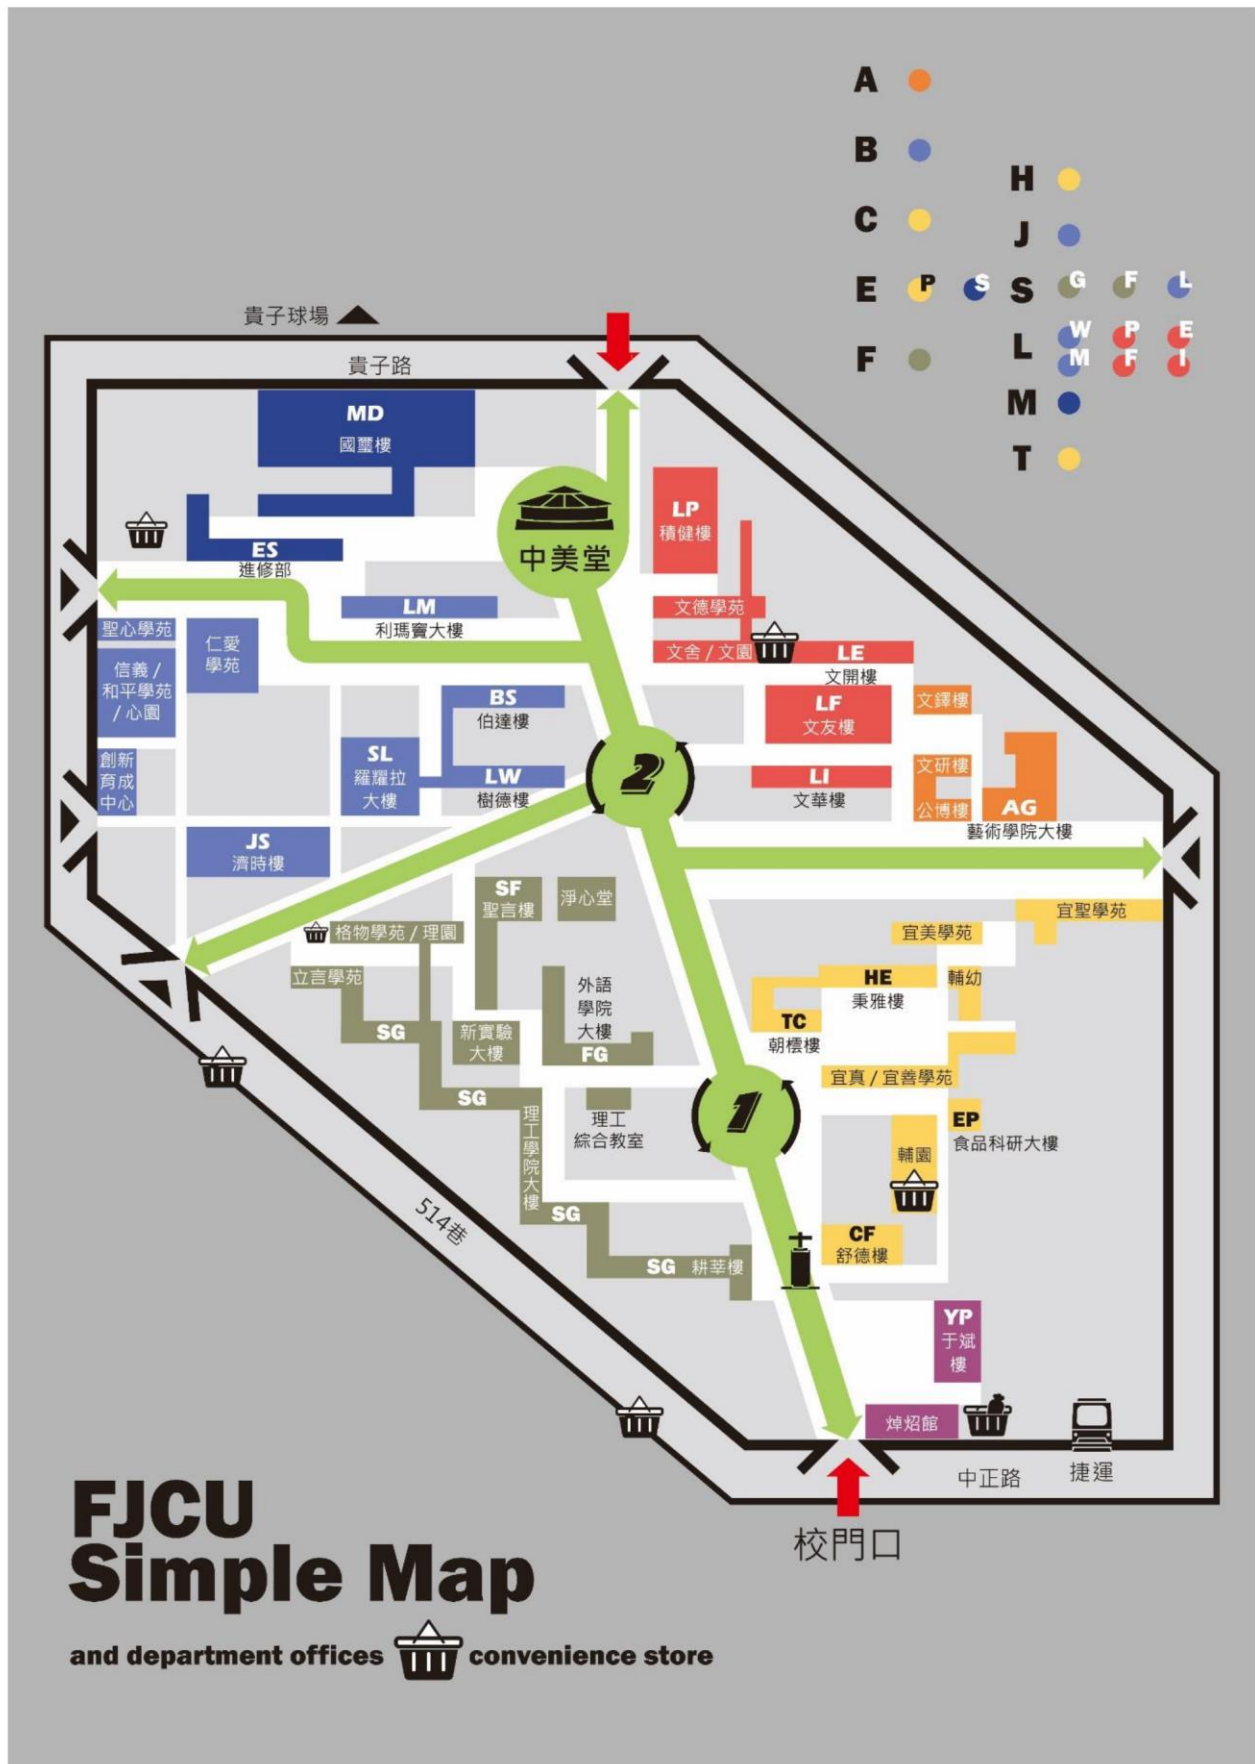 A
B
H
C
J
E P S
S G F L
L W P E
M F I
F
M
T
貴子球場
貴子路
MD
國璽樓
LP
積健樓
中美堂
ES
進修部
LM
利瑪竇大樓
文德學苑
聖心學苑
仁愛
學苑
文舍 / 文園
LE
文開樓
信義 /
和平學苑
/ 心園
BS
伯達樓
LF
文友樓
文鐸樓
創新
育成
中心
SL
羅耀拉
大樓
LW
樹德樓
2
LI
文華樓
文研樓
公博樓
AG
藝術學院大樓
JS
濟時樓
SF
聖言樓
淨心堂
宜聖學苑
格物學苑 / 理園
宜美學苑
立言學苑
外語
學院
大樓
HE
秉雅樓
輔幼
SG
新實驗
大樓
FG
TC
朝橒樓
宜真 / 宜善學苑
SG
理工學院大樓
理工
綜合教室
1
EP
食品科研大樓
輔園
514巷
SG
CF
舒德樓
SG 耕莘樓
YP
于斌
樓
焯炤館
中正路
捷運
校門口
FJCU
Simple Map
and department offices convenience store